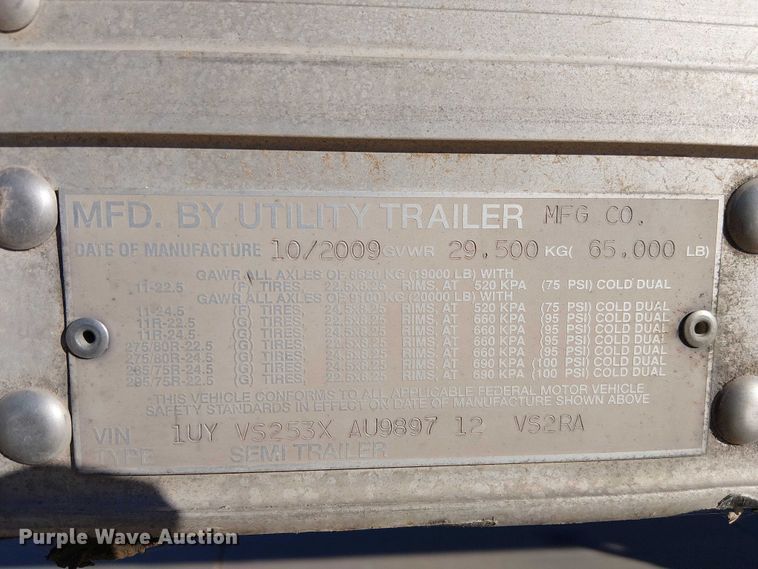 MFD. BY UTILITY TRAILER MFG CO.
DATE OF MANUFACTURE 10/2009 GVWR 29.500 KG( 65.000 LB)
GAWR ALL AXLES OF 8620 KG (19000 LB) WITH
11-22.5 (F) TIRES, 22.5x8.25 RIMS, AT 520 KPA (75 PSI) COLD DUAL
GAWR ALL AXLES OF 9100 KG (20000 LB) WITH
11-24.5 (F) TIRES, 24.5x8.25 RIMS, AT 520 KPA (75 PSI) COLD DUAL
11R-22.5 (G) TIRES, 22.5x8.25 RIMS, AT 660 KPA (95 PSI) COLD DUAL
11R-24.5 (G) TIRES, 24.5x8.25 RIMS, AT 660 KPA (95 PSI) COLD DUAL
275/80R-22.5 (G) TIRES, 22.5x8.25 RIMS, AT 660 KPA (95 PSI) COLD DUAL
275/80R-24.5 (G) TIRES, 24.5x8.25 RIMS, AT 660 KPA (95 PSI) COLD DUAL
285/75R-24.5 (G) TIRES, 24.5x8.25 RIMS, AT 690 KPA (100 PSI) COLD DUAL
295/75R-22.5 (G) TIRES, 22.5x8.25 RIMS, AT 690 KPA (100 PSI) COLD DUAL
THIS VEHICLE CONFORMS TO ALL APPLICABLE FEDERAL MOTOR VEHICLE
SAFETY STANDARDS IN EFFECT ON DATE OF MANUFACTURE SHOWN ABOVE
VIN 1UY VS253X AU9897 12 VS2RA
TYPE SEMI TRAILER
Purple Wave Auction